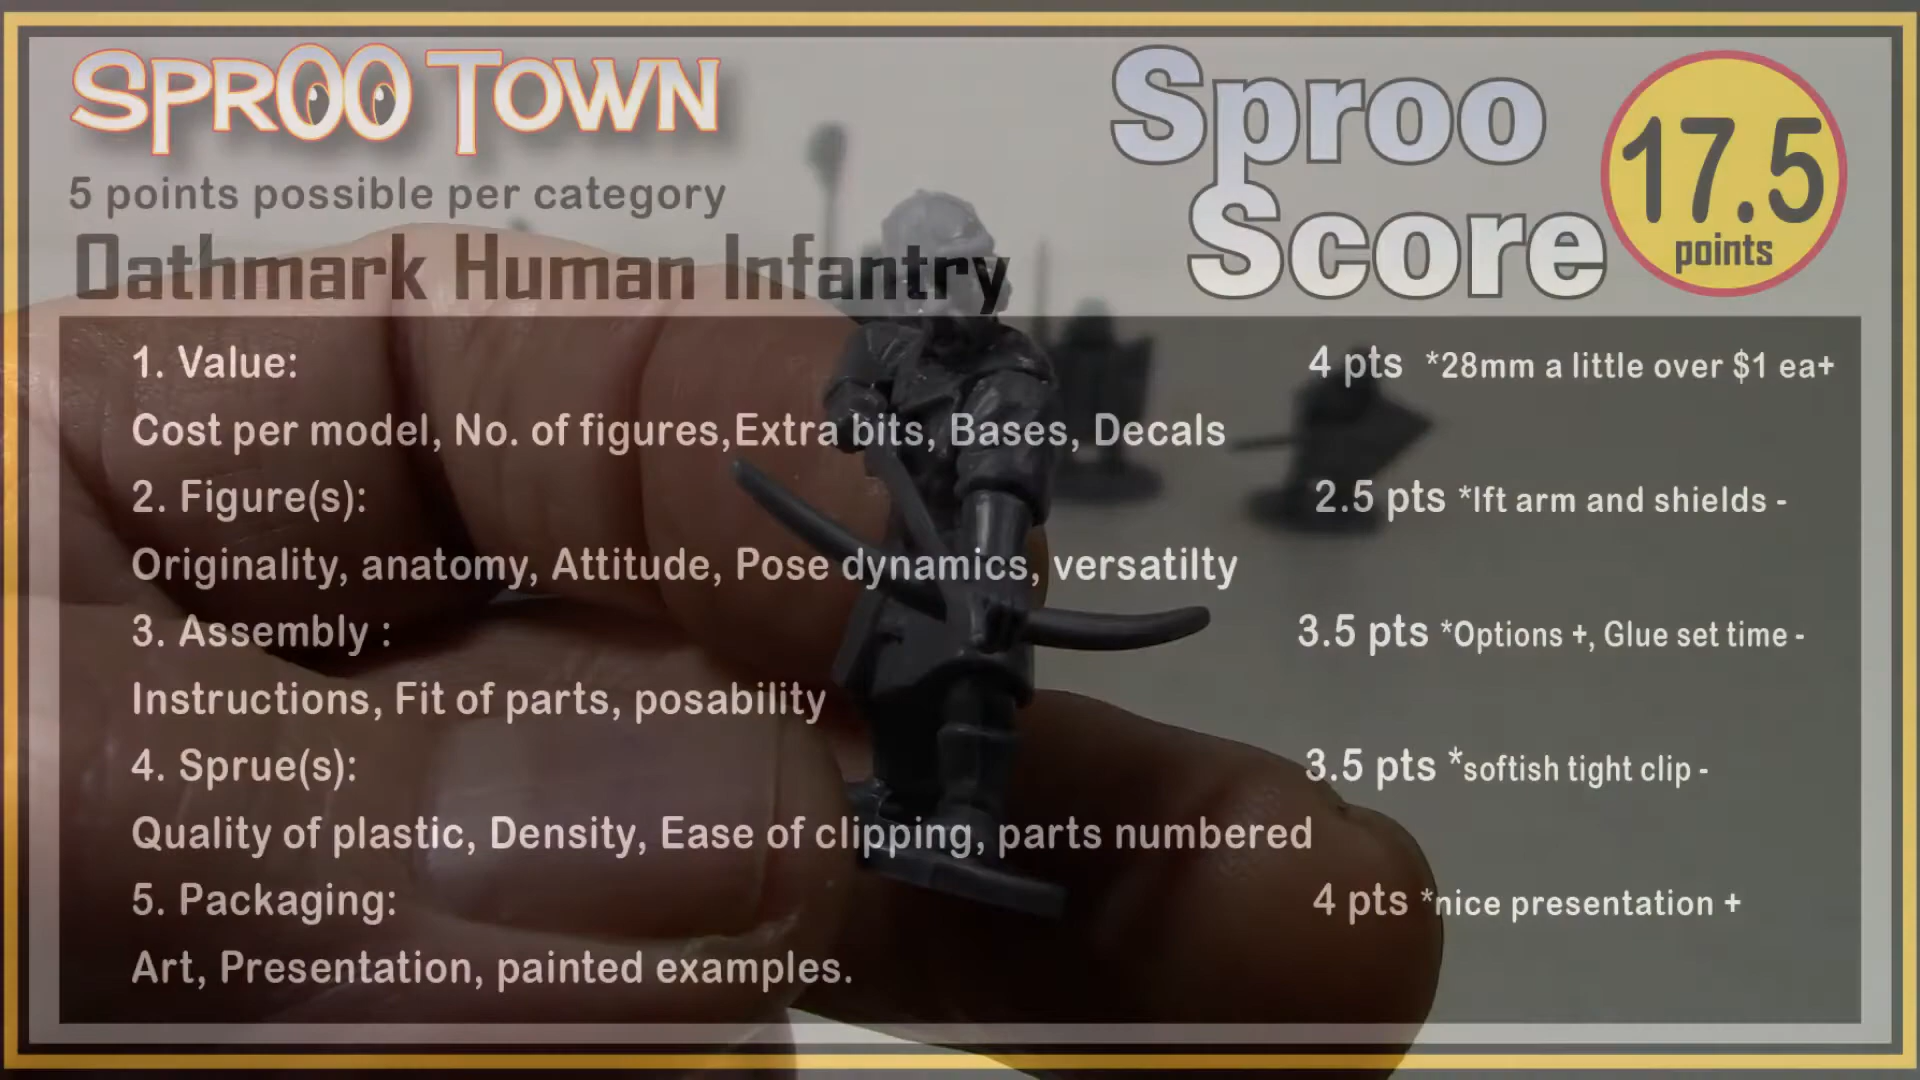 SPROO TOWN
5 points possible per category
Oathmark Human Infantry
Sproo
Score
17.5
points
1. Value:
4 pts *28mm a little over $1 ea+
Cost per model, No. of figures,Extra bits, Bases, Decals
2. Figure(s):
2.5 pts *lft arm and shields -
Originality, anatomy, Attitude, Pose dynamics, versatilty
3. Assembly :
3.5 pts *Options +, Glue set time -
Instructions, Fit of parts, posability
4. Sprue(s):
3.5 pts *softish tight clip -
Quality of plastic, Density, Ease of clipping, parts numbered
5. Packaging:
4 pts *nice presentation +
Art, Presentation, painted examples.